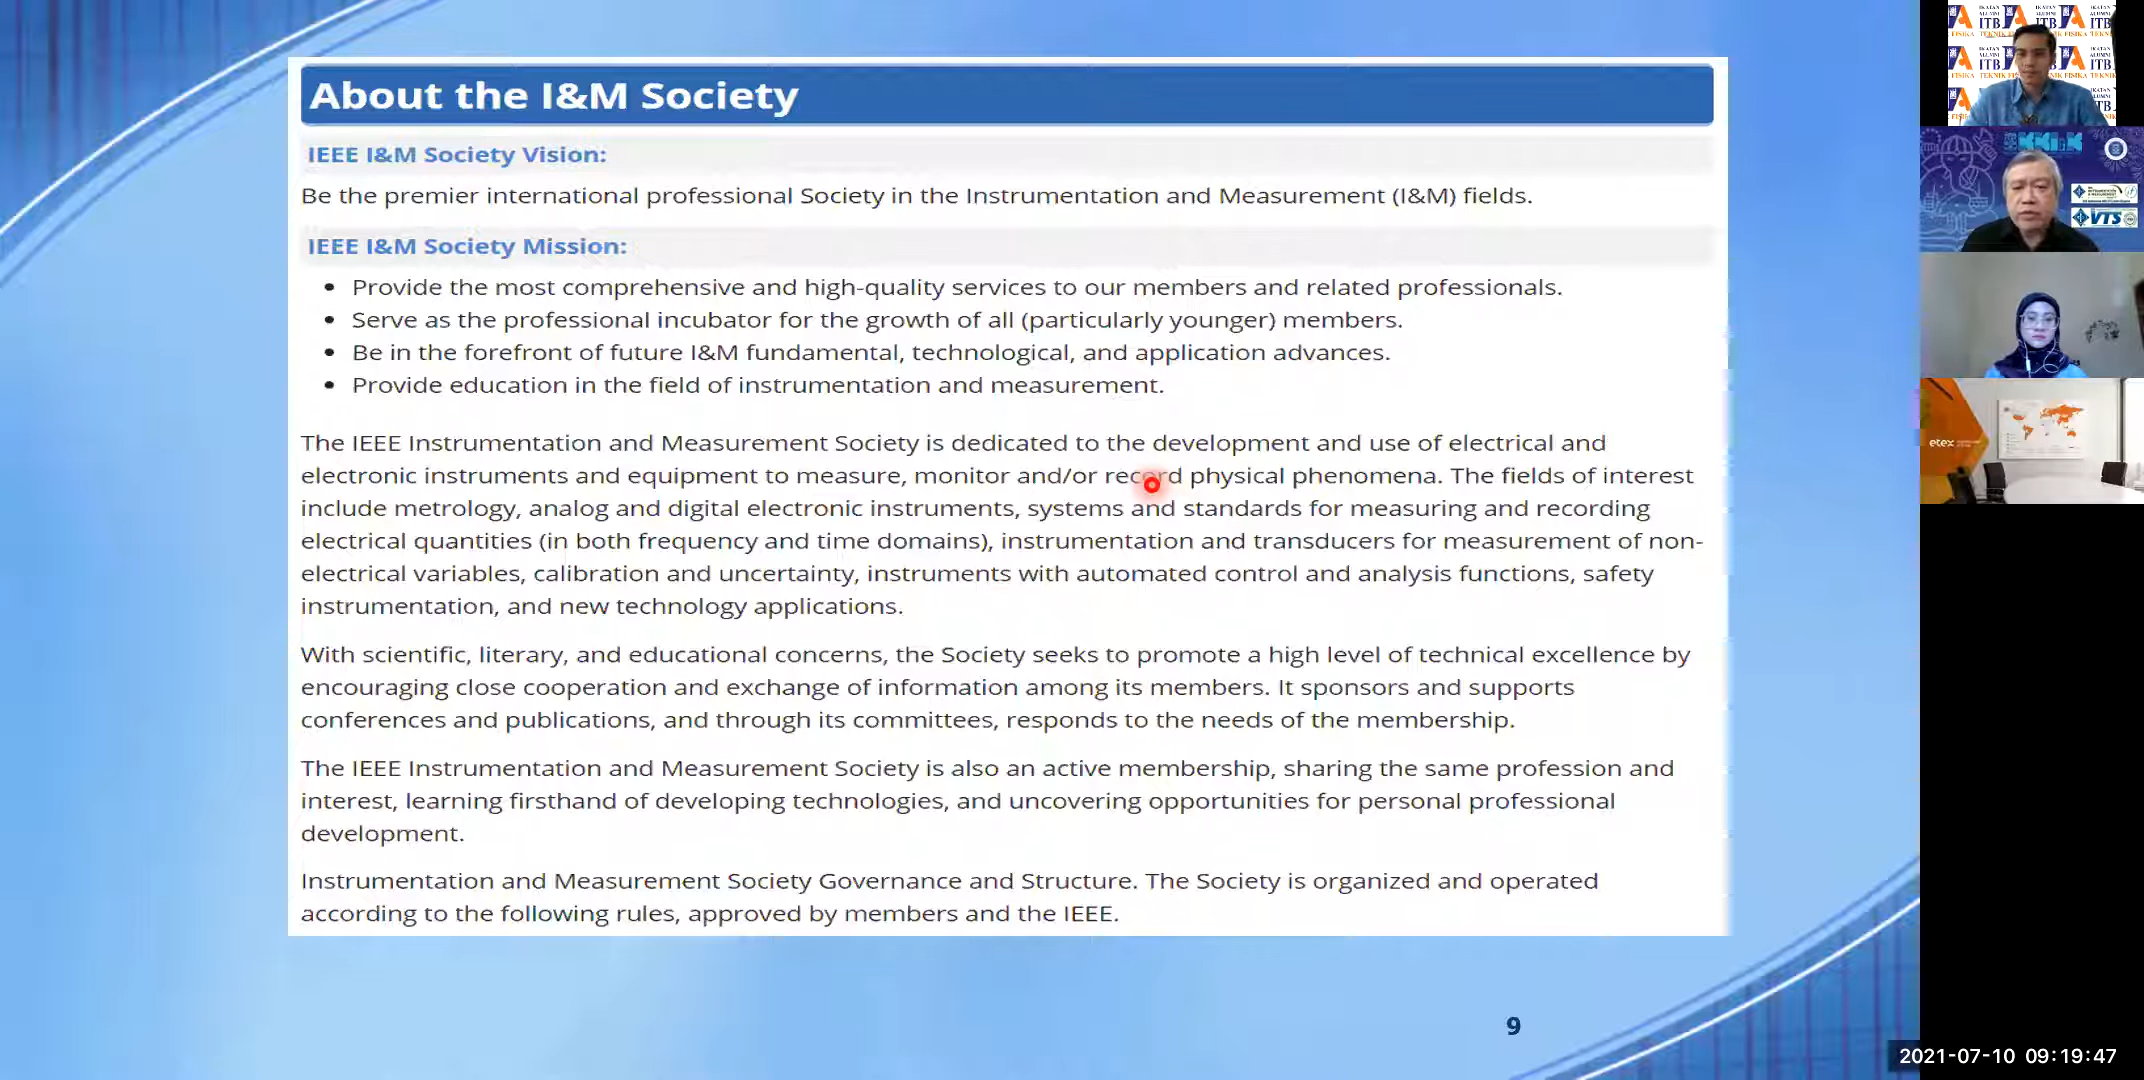 About the I&M Society
IEEE I&M Society Vision:
Be the premier international professional Society in the Instrumentation and Measurement (I&M) fields.
IEEE I&M Society Mission:
• Provide the most comprehensive and high-quality services to our members and related professionals.
• Serve as the professional incubator for the growth of all (particularly younger) members.
• Be in the forefront of future I&M fundamental, technological, and application advances.
• Provide education in the field of instrumentation and measurement.
The IEEE Instrumentation and Measurement Society is dedicated to the development and use of electrical and
electronic instruments and equipment to measure, monitor and/or record physical phenomena. The fields of interest
include metrology, analog and digital electronic instruments, systems and standards for measuring and recording
electrical quantities (in both frequency and time domains), instrumentation and transducers for measurement of non-
electrical variables, calibration and uncertainty, instruments with automated control and analysis functions, safety
instrumentation, and new technology applications.
With scientific, literary, and educational concerns, the Society seeks to promote a high level of technical excellence by
encouraging close cooperation and exchange of information among its members. It sponsors and supports
conferences and publications, and through its committees, responds to the needs of the membership.
The IEEE Instrumentation and Measurement Society is also an active membership, sharing the same profession and
interest, learning firsthand of developing technologies, and uncovering opportunities for personal professional
development.
Instrumentation and Measurement Society Governance and Structure. The Society is organized and operated
according to the following rules, approved by members and the IEEE.
9
IKATAN ALUMNI ITB
TEKNIK FISIKA
VTS
etex
2021-07-10 09:19:47